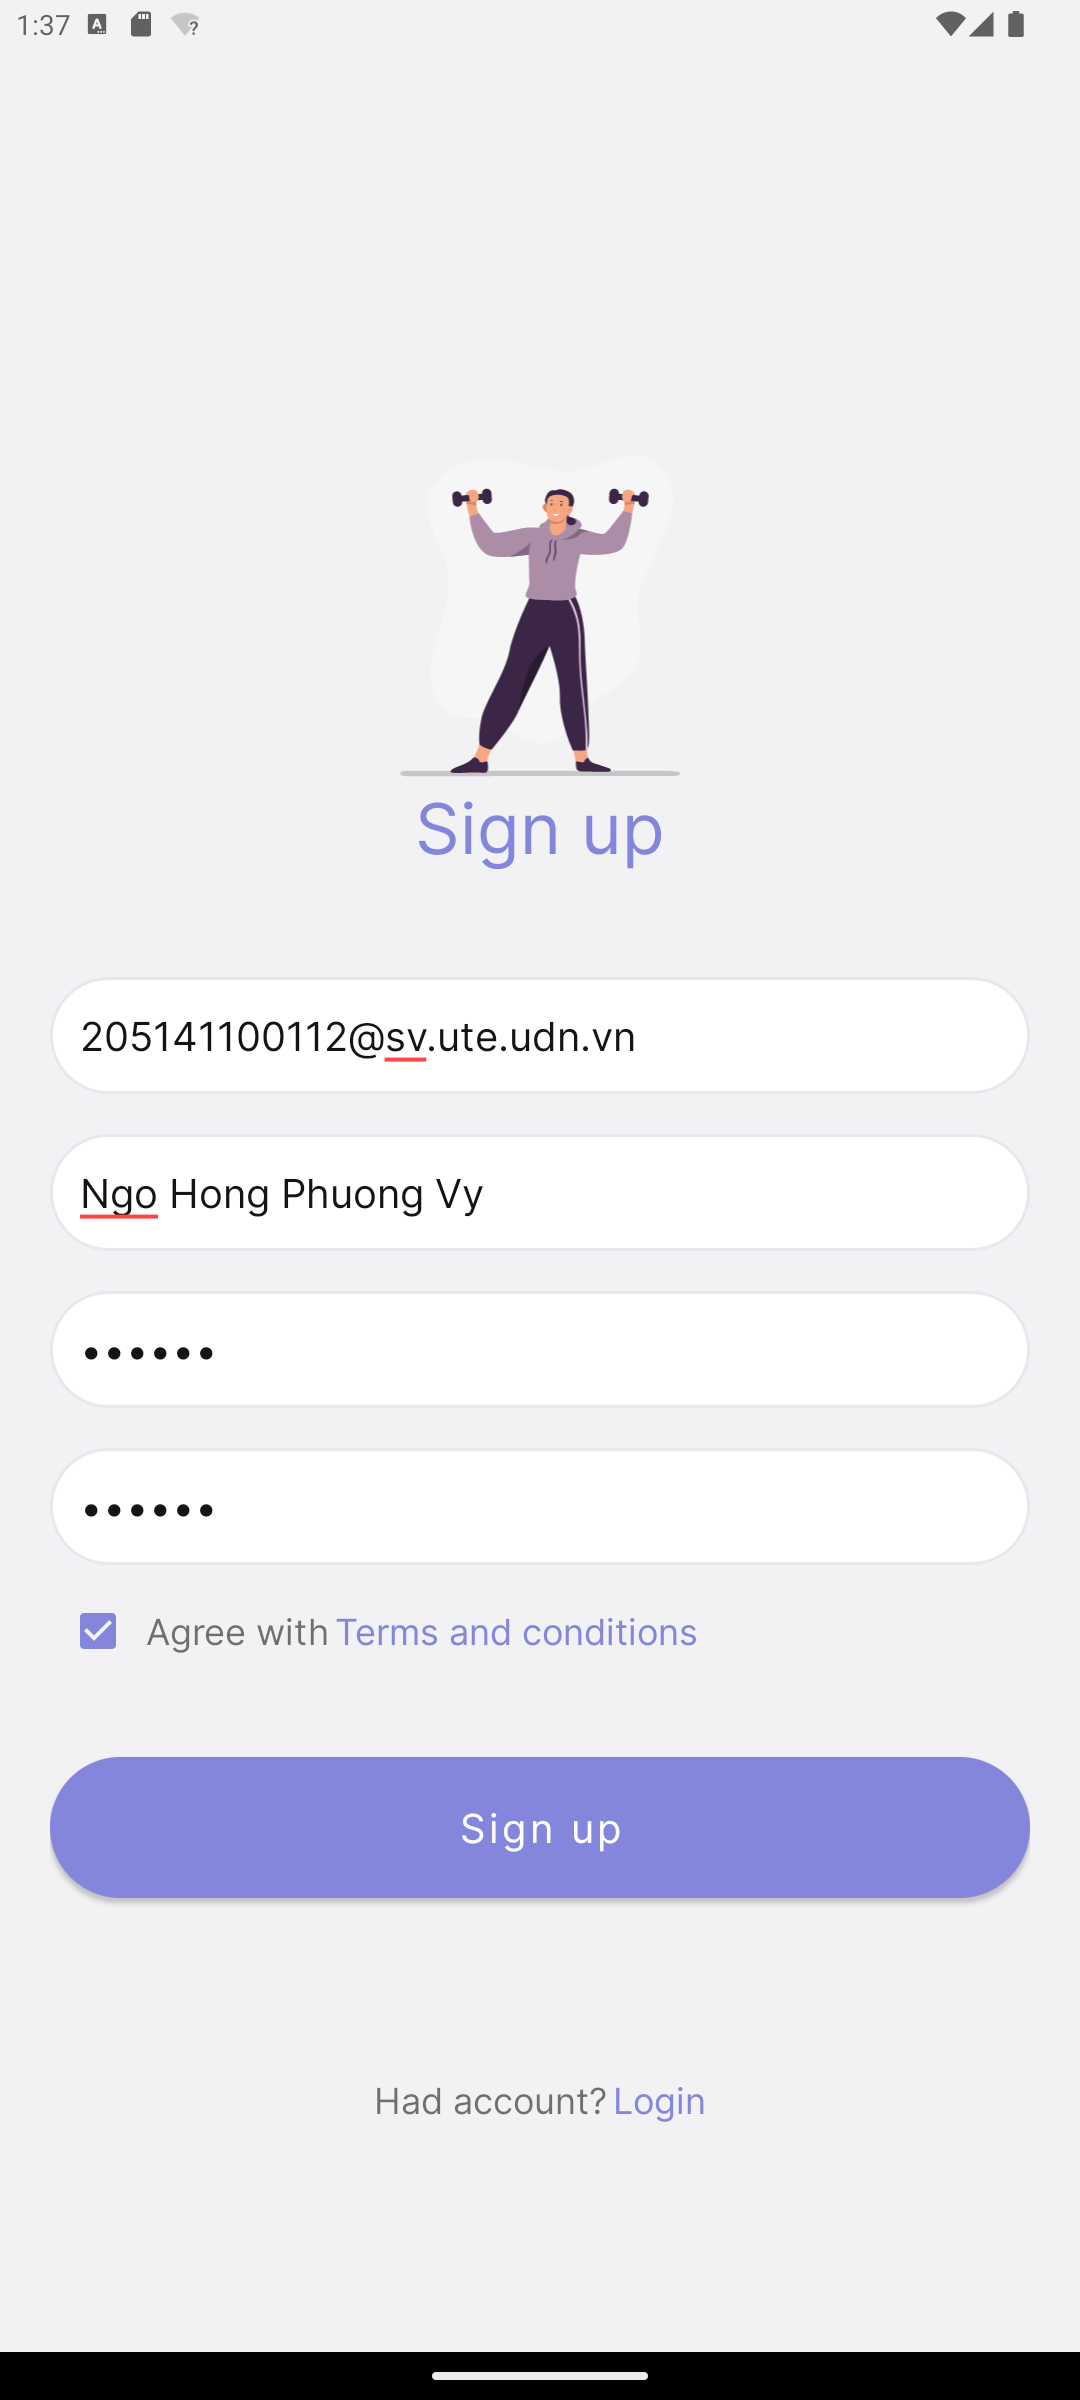 1:37
Sign up
205141100112@sv.ute.udn.vn
Ngo Hong Phuong Vy
••••••
••••••
Agree with Terms and conditions
Sign up
Had account? Login